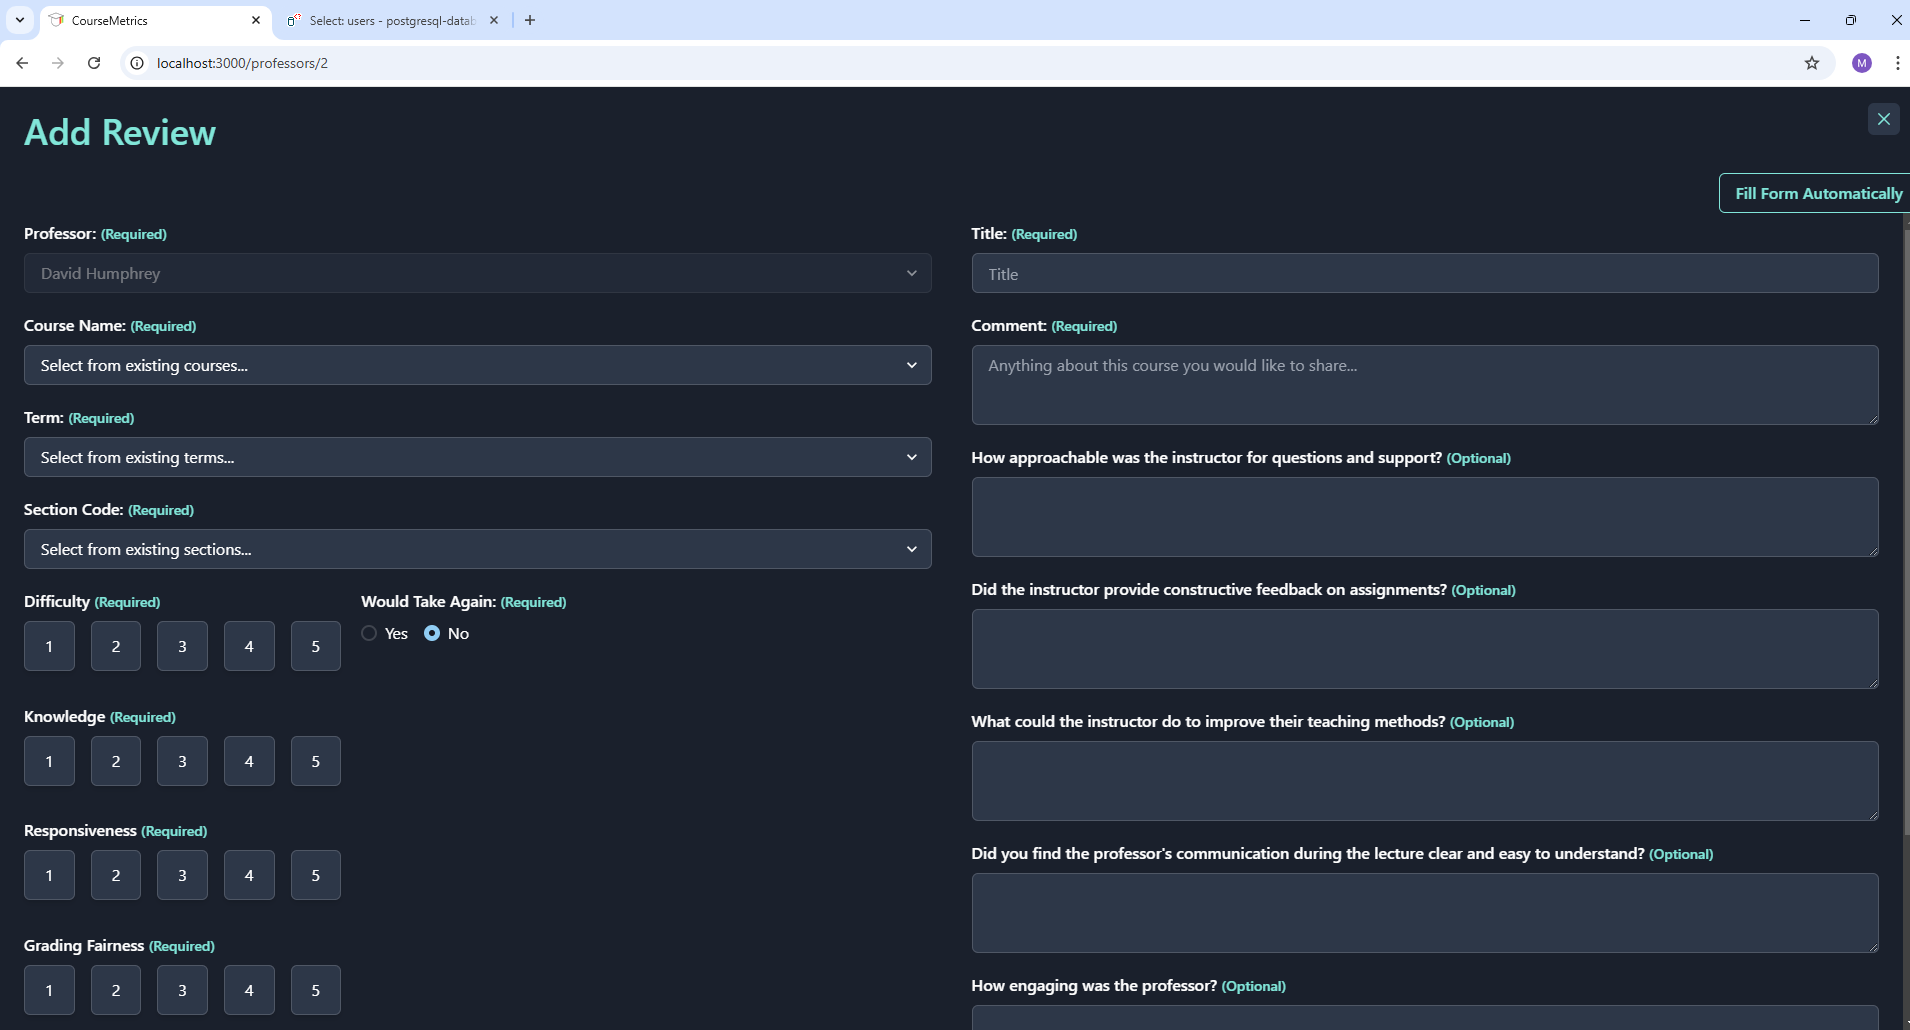 CourseMetrics
Select: users - postgresql-datab
localhost:3000/professors/2
M
Add Review
Fill Form Automatically
Professor: (Required)
David Humphrey
Course Name: (Required)
Select from existing courses...
Term: (Required)
Select from existing terms...
Section Code: (Required)
Select from existing sections...
Difficulty (Required)
1 2 3 4 5
Would Take Again: (Required)
Yes No
Knowledge (Required)
1 2 3 4 5
Responsiveness (Required)
1 2 3 4 5
Grading Fairness (Required)
1 2 3 4 5
Title: (Required)
Title
Comment: (Required)
Anything about this course you would like to share...
How approachable was the instructor for questions and support? (Optional)
Did the instructor provide constructive feedback on assignments? (Optional)
What could the instructor do to improve their teaching methods? (Optional)
Did you find the professor's communication during the lecture clear and easy to understand? (Optional)
How engaging was the professor? (Optional)